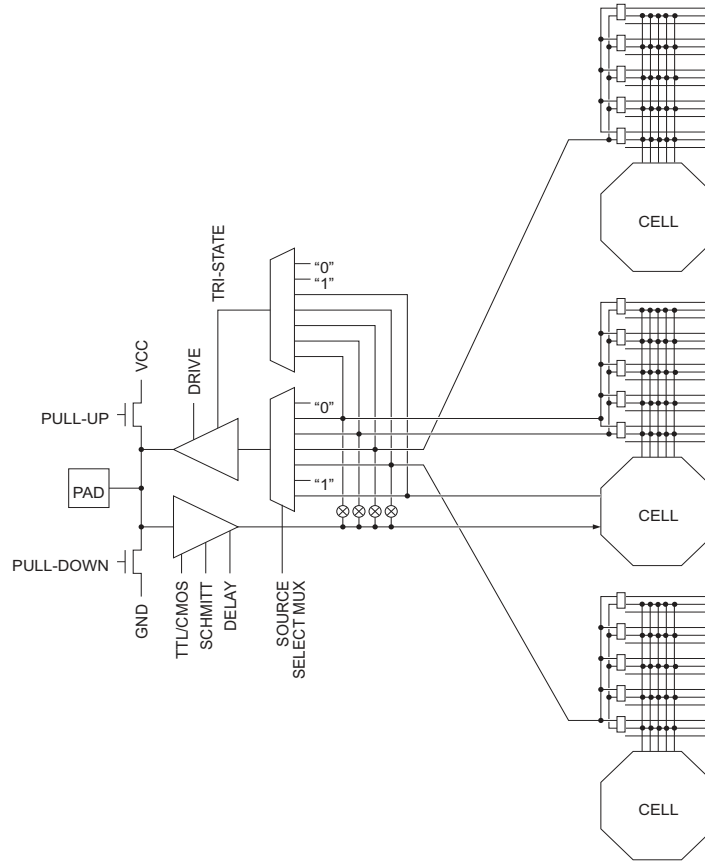 CELL
TRI-STATE
“0”
“1”
VCC
DRIVE
PULL-UP
“0”
PAD
“1”
CELL
PULL-DOWN
GND
TTL/CMOS
SCHMITT
DELAY
SOURCE
SELECT MUX
CELL